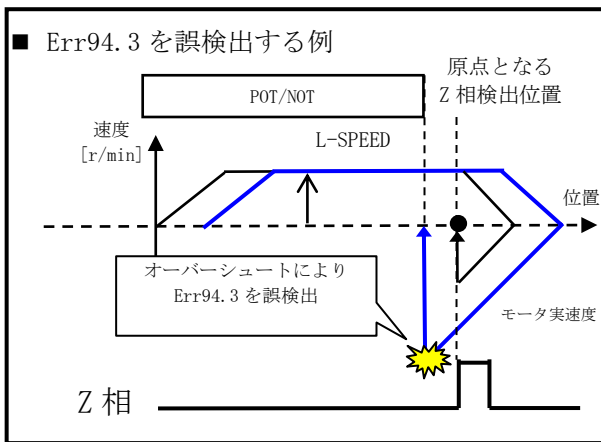 ■ Err94.3 を誤検出する例
原点となる
Z 相検出位置
POT/NOT
速度
[r/min]
L-SPEED
位置
オーバーシュートにより
Err94.3 を誤検出
モータ実速度
Z 相